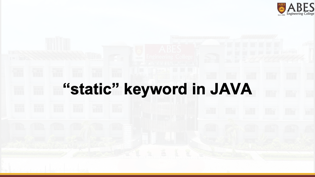 ABES
Engineering College
“static” keyword in JAVA